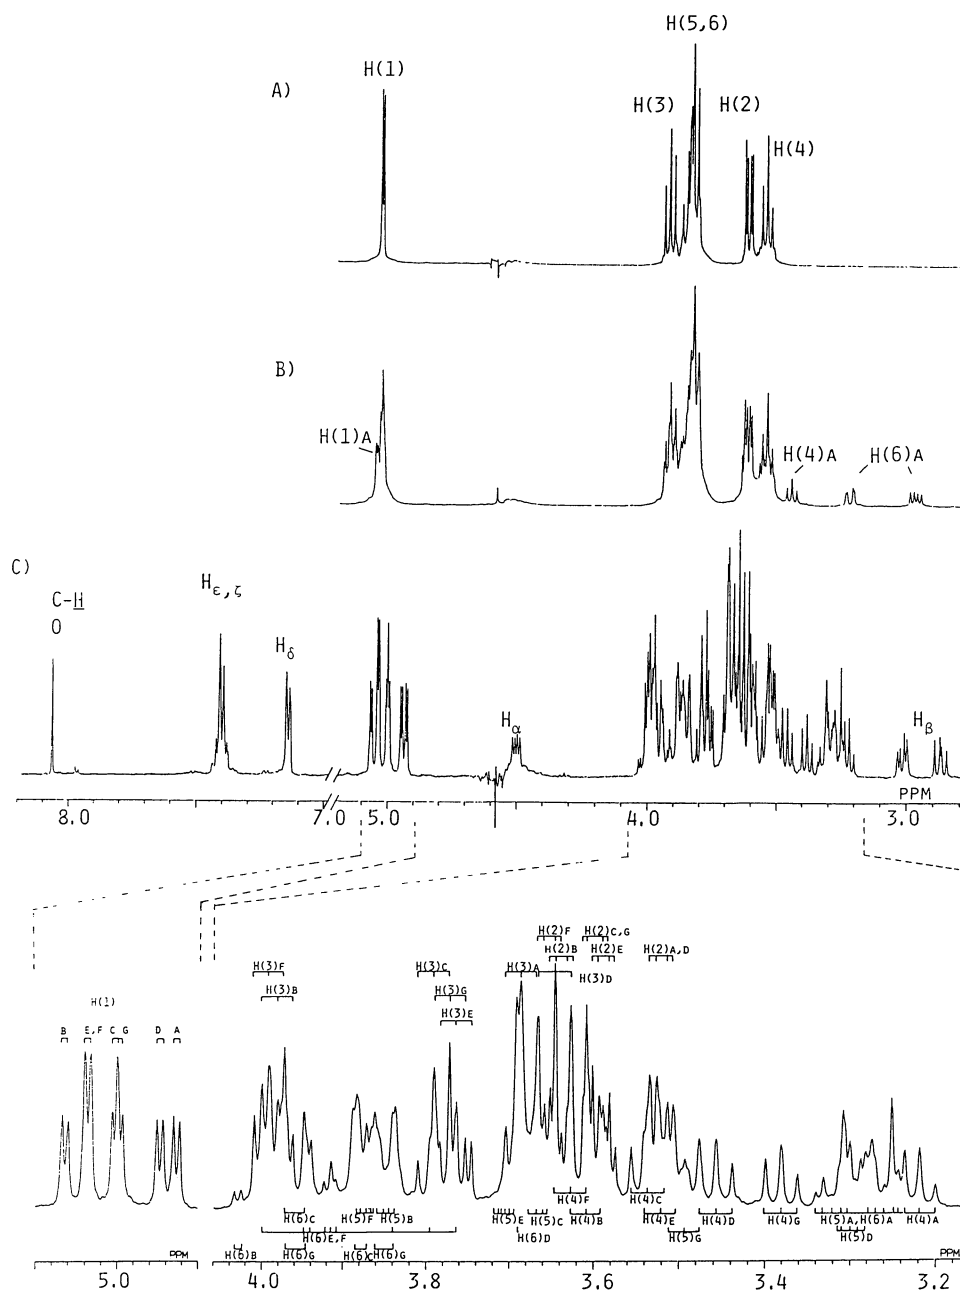 A)
H(1)
H(3)
H(5,6)
H(2)
H(4)
B)
H(1)A
H(4)A
H(6)A
C)
C-H
O
Hε,ζ
Hδ
Hα
Hβ
8.0
7.0
5.0
4.0
PPM
3.0
H(1)
B
E,F
C
G
D
A
H(3)F
H(3)B
H(3)C
H(3)G
H(3)E
H(3)A
H(2)F
H(2)B
H(3)D
H(2)C,G
H(2)E
H(2)A,D
H(6)B
H(6)C
H(6)E,F
H(6)G
H(5)F
H(5)B
H(6)C
H(6)G
H(5)E
H(6)D
H(5)C
H(4)F
H(4)B
H(4)C
H(4)E
H(5)G
H(4)D
H(4)G
H(5)A,
H(6)A
H(5)D
H(4)A
PPM
5.0
4.0
3.8
3.6
3.4
PPM
3.2